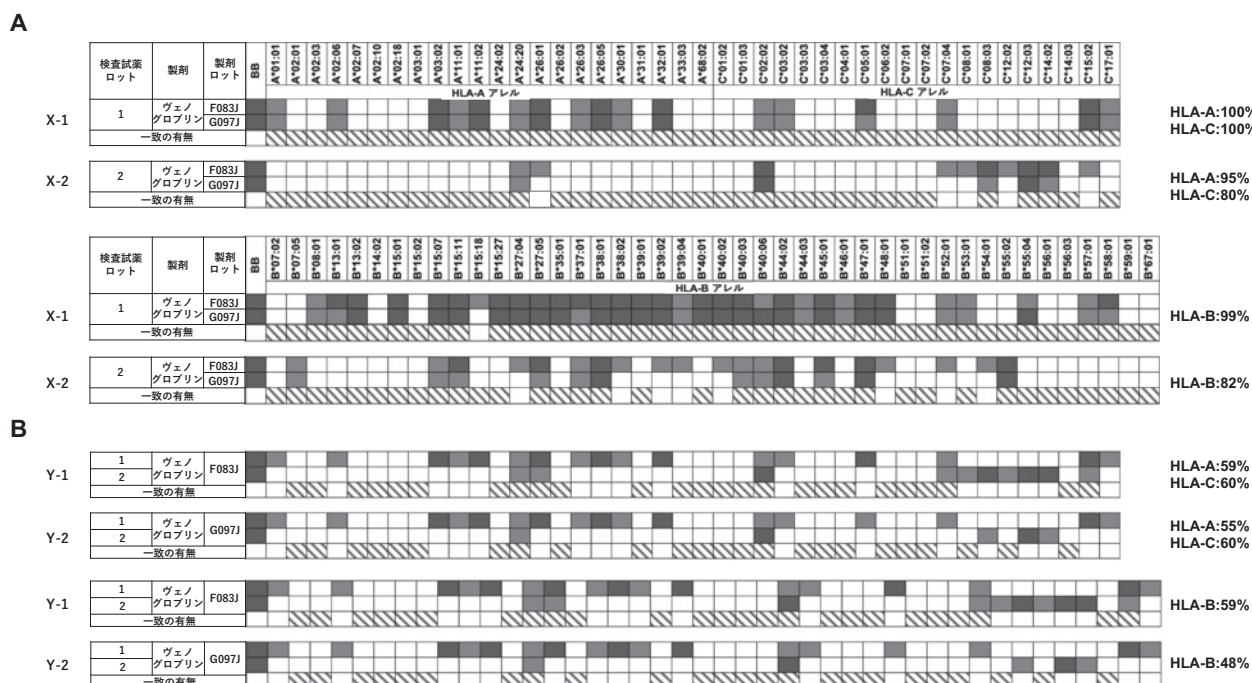 A
検査試薬ロット
製剤
製剤ロット
BB
A*01:01
A*02:01
A*02:03
A*02:06
A*02:07
A*02:10
A*02:18
A*03:02
A*11:01
A*11:02
A*24:02
A*24:20
A*26:01
A*26:02
A*26:03
A*26:05
A*30:01
A*31:01
A*32:01
A*33:03
A*68:02
C*01:02
C*01:03
C*02:02
C*03:02
C*03:03
C*03:04
C*05:01
C*06:02
C*07:01
C*07:02
C*07:04
C*08:01
C*08:03
C*12:03
C*14:02
C*14:03
C*15:02
C*17:01
HLA-A アレル
HLA-C アレル
X-1
1
ヴェノグロブリン
F083J
G097J
一致の有無
HLA-A:100%
HLA-C:100%
X-2
2
ヴェノグロブリン
F083J
G097J
一致の有無
HLA-A:95%
HLA-C:80%
検査試薬ロット
製剤
製剤ロット
BB
B*07:02
B*07:05
B*08:01
B*13:01
B*13:02
B*14:02
B*15:01
B*15:02
B*15:07
B*15:11
B*15:18
B*15:27
B*27:04
B*27:05
B*35:01
B*37:01
B*38:01
B*38:02
B*39:01
B*39:02
B*39:04
B*40:01
B*40:02
B*40:03
B*40:06
B*44:02
B*44:03
B*45:01
B*46:01
B*47:01
B*48:01
B*51:01
B*51:02
B*52:01
B*53:01
B*54:01
B*55:02
B*55:04
B*56:01
B*56:03
B*57:01
B*58:01
B*59:01
B*67:01
HLA-B アレル
X-1
1
ヴェノグロブリン
F083J
G097J
一致の有無
HLA-B:99%
X-2
2
ヴェノグロブリン
F083J
G097J
一致の有無
HLA-B:82%
B
Y-1
1
2
ヴェノグロブリン
F083J
一致の有無
HLA-A:59%
HLA-C:60%
Y-2
1
2
ヴェノグロブリン
G097J
一致の有無
HLA-A:55%
HLA-C:60%
Y-1
1
2
ヴェノグロブリン
F083J
一致の有無
HLA-B:59%
Y-2
1
2
ヴェノグロブリン
G097J
一致の有無
HLA-B:48%